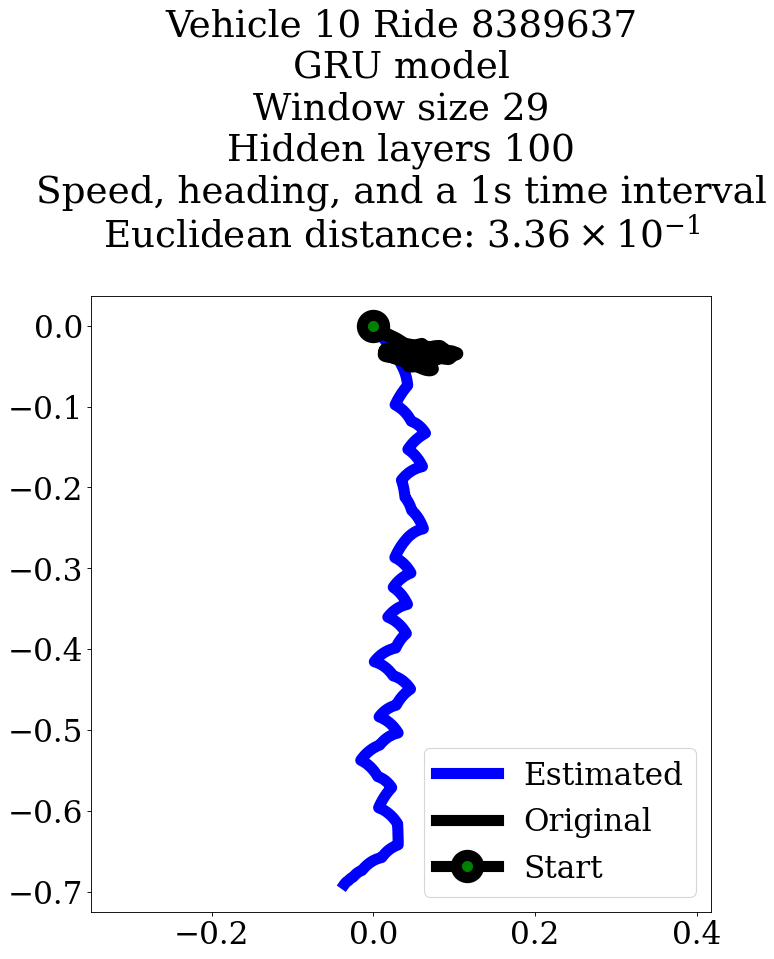 Vehicle 10 Ride 8389637
GRU model
Window size 29
Hidden layers 100
Speed, heading, and a 1s time interval
Euclidean distance: 3.36 × 10⁻¹
0.0
−0.1
−0.2
−0.3
−0.4
−0.5
−0.6
−0.7
Estimated
Original
Start
−0.2 0.0 0.2 0.4